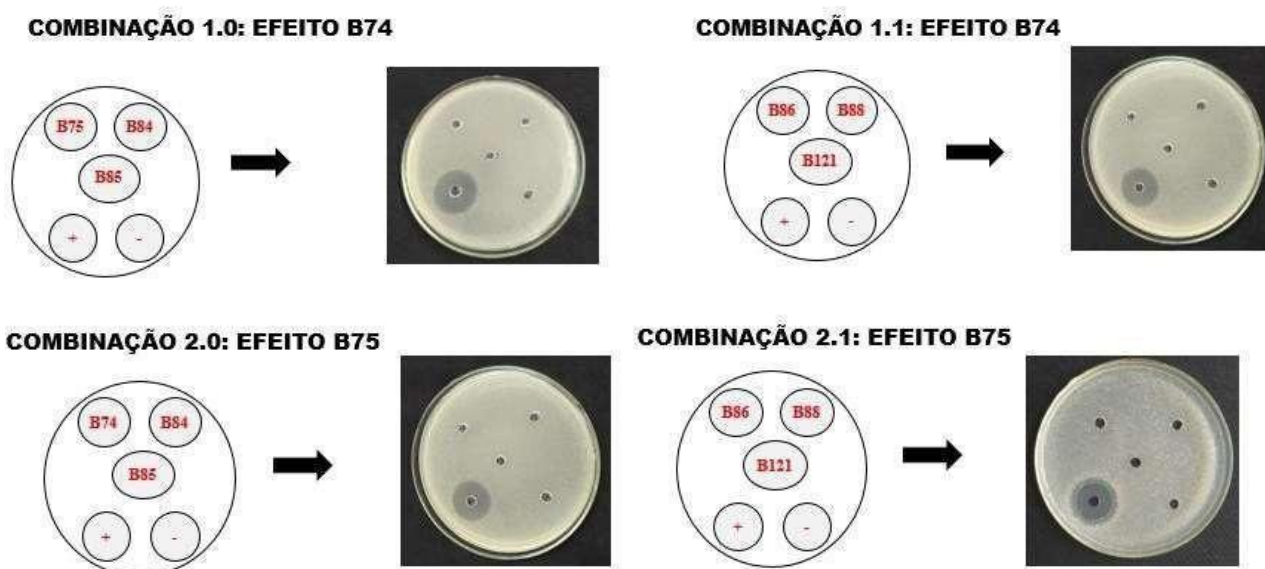 COMBINAÇÃO 1.0: EFEITO B74
B75 B84
B85
+ -
COMBINAÇÃO 1.1: EFEITO B74
B86 B88
B121
+ -
COMBINAÇÃO 2.0: EFEITO B75
B74 B84
B85
+ -
COMBINAÇÃO 2.1: EFEITO B75
B86 B88
B121
+ -